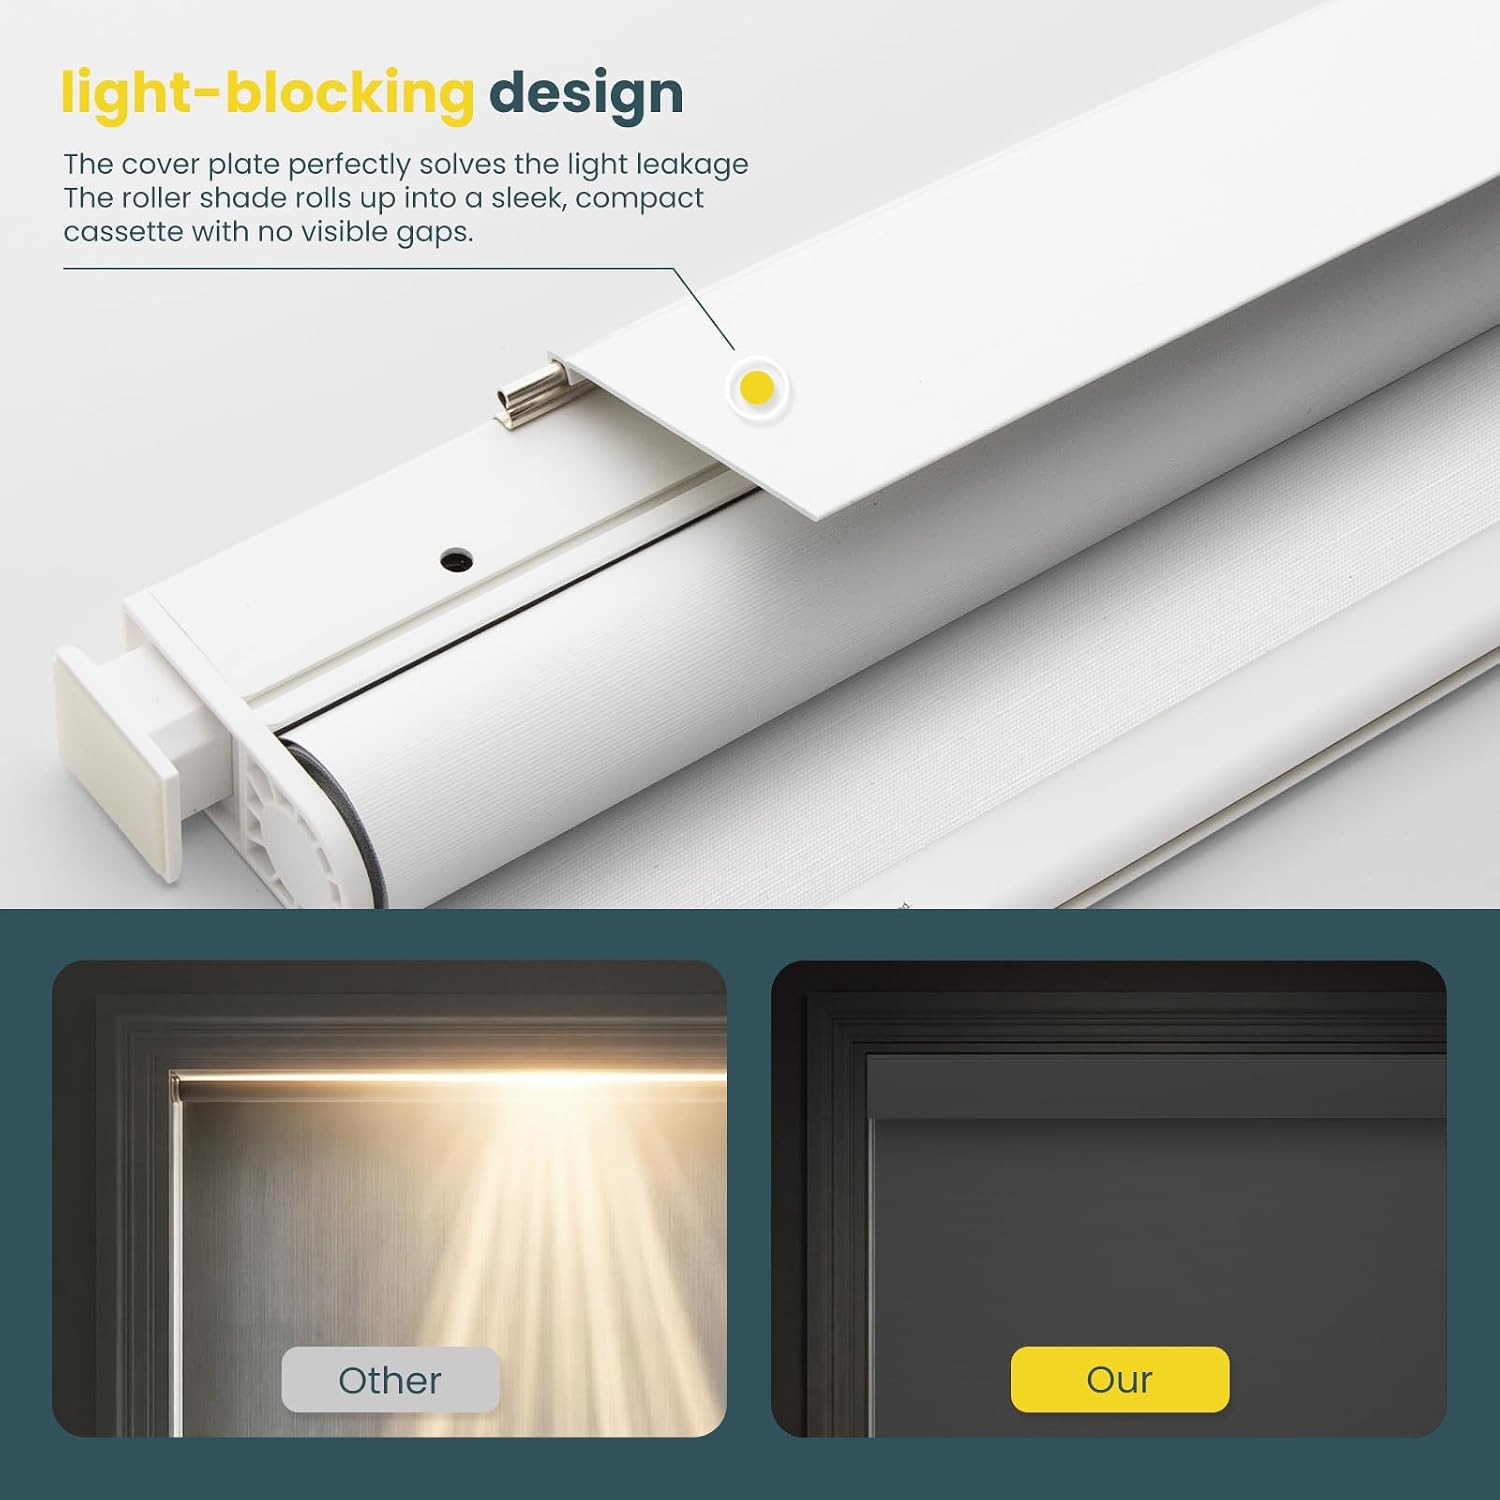 light-blocking design
The cover plate perfectly solves the light leakage
The roller shade rolls up into a sleek, compact
cassette with no visible gaps.
Other
Our